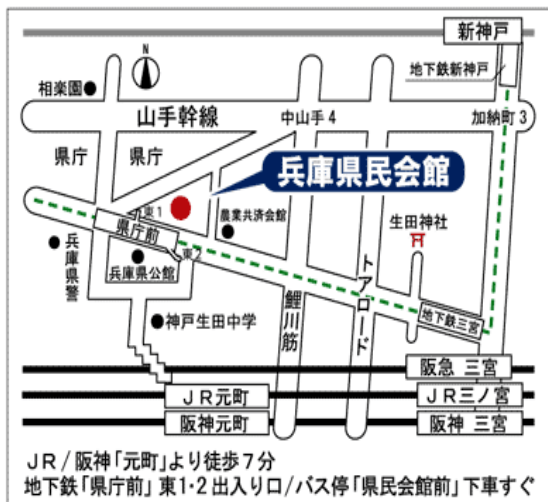 新神戸
地下鉄新神戸
N
相楽園
山手幹線
中山手4
加納町3
県庁
県庁
兵庫県民会館
東1
県庁前
農業共済会館
生田神社
兵庫県警
兵庫県公館
東2
トアロード
鯉川筋
地下鉄三宮
神戸生田中学
阪急 三宮
JR元町
JR三ノ宮
阪神元町
阪神 三宮
JR/阪神「元町」より徒歩7分
地下鉄「県庁前」東1・2出入り口/バス停「県民会館前」下車すぐ